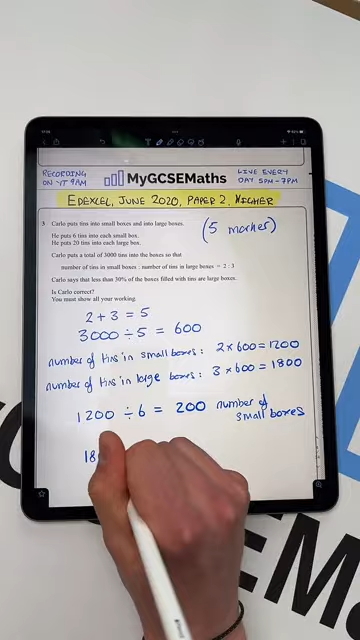 RECORDING
ON YT 9AM
MyGCSEMaths
LIVE EVERY
DAY 5PM-7PM
EDEXCEL, JUNE 2020, PAPER 2, HIGHER
3 Carlo puts tins into small boxes and into large boxes.
He puts 6 tins into each small box.
He puts 20 tins into each large box.
(5 marker)
Carlo puts a total of 3000 tins into the boxes so that
number of tins in small boxes : number of tins in large boxes = 2 : 3
Carlo says that less than 30% of the boxes filled with tins are large boxes.
Is Carlo correct?
You must show all your working.
2 + 3 = 5
3000 ÷ 5 = 600
number of tins in small boxes: 2 × 600 = 1200
number of tins in large boxes: 3 × 600 = 1800
1200 ÷ 6 = 200 number of
small boxes
18